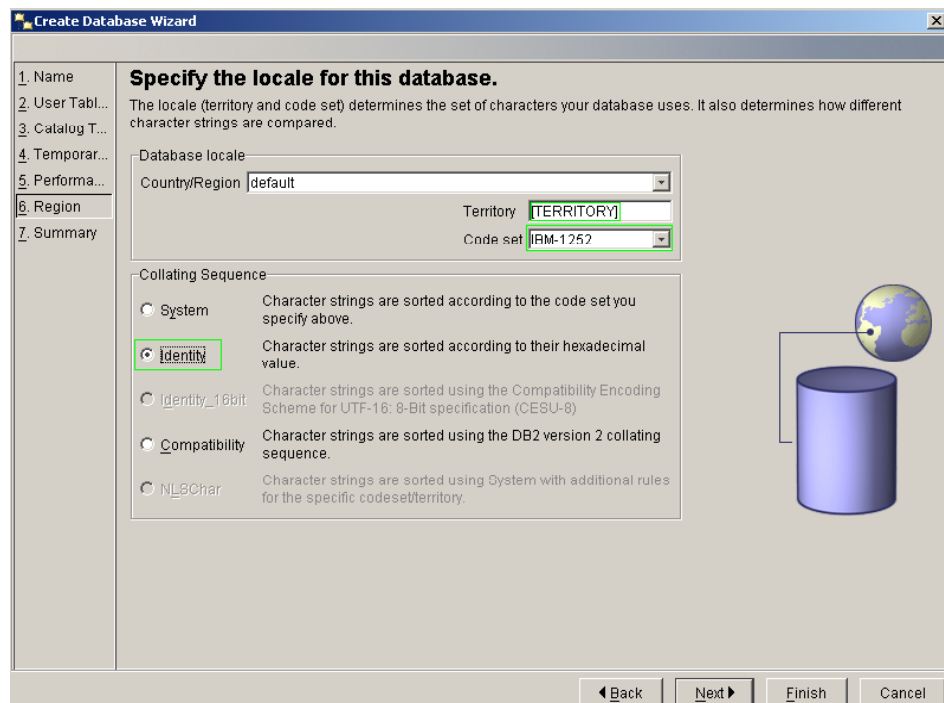 Create Database Wizard
1. Name
2. User Tabl...
3. Catalog T...
4. Temporar...
5. Performa...
6. Region
7. Summary
Specify the locale for this database.
The locale (territory and code set) determines the set of characters your database uses. It also determines how different
character strings are compared.
Database locale
Country/Region default
Territory [TERRITORY]
Code set IBM-1252
Collating Sequence
System Character strings are sorted according to the code set you
specify above.
Identity Character strings are sorted according to their hexadecimal
value.
Identity_16bit Character strings are sorted using the Compatibility Encoding
Scheme for UTF-16: 8-Bit specification (CESU-8)
Compatibility Character strings are sorted using the DB2 version 2 collating
sequence.
NLSChar Character strings are sorted using System with additional rules
for the specific codeset/territory.
Back Next Finish Cancel